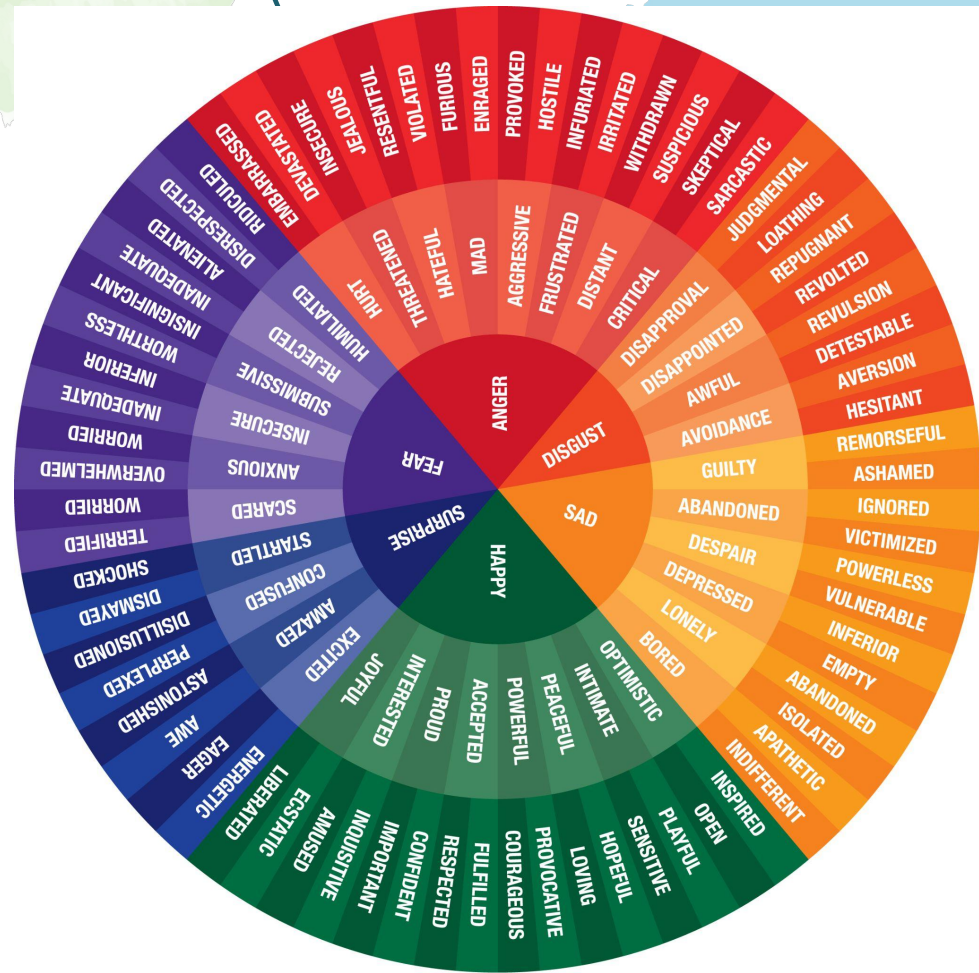 ANGER
DISGUST
SAD
HAPPY
SURPRISE
FEAR
HURT
THREATENED
HATEFUL
MAD
AGGRESSIVE
FRUSTRATED
DISTANT
CRITICAL
DISAPPROVAL
DISAPPOINTED
AWFUL
AVOIDANCE
GUILTY
ABANDONED
DESPAIR
DEPRESSED
LONELY
BORED
OPTIMISTIC
INTIMATE
PEACEFUL
POWERFUL
ACCEPTED
PROUD
INTERESTED
JOYFUL
EXCITED
AMAZED
CONFUSED
STARTLED
SCARED
ANXIOUS
INSECURE
SUBMISSIVE
REJECTED
HUMILIATED
EMBARRASSED
DEVASTATED
INSECURE
JEALOUS
RESENTFUL
VIOLATED
FURIOUS
ENRAGED
PROVOKED
HOSTILE
INFURIATED
IRRITATED
WITHDRAWN
SUSPICIOUS
SKEPTICAL
SARCASTIC
JUDGMENTAL
LOATHING
REPUGNANT
REVOLTED
REVULSION
DETESTABLE
AVERSION
HESITANT
REMORSEFUL
ASHAMED
IGNORED
VICTIMIZED
POWERLESS
VULNERABLE
INFERIOR
EMPTY
ABANDONED
ISOLATED
APATHETIC
INDIFFERENT
INSPIRED
OPEN
PLAYFUL
SENSITIVE
HOPEFUL
LOVING
PROVOCATIVE
COURAGEOUS
FULFILLED
RESPECTED
CONFIDENT
IMPORTANT
INQUISITIVE
AMUSED
ECSTATIC
LIBERATED
ENERGETIC
EAGER
AWE
ASTONISHED
PERPLEXED
DISILLUSIONED
DISMAYED
SHOCKED
TERRIFIED
WORRIED
OVERWHELMED
WORRIED
INADEQUATE
INFERIOR
WORTHLESS
INSIGNIFICANT
INADEQUATE
ALIENATED
DISRESPECTED
RIDICULED